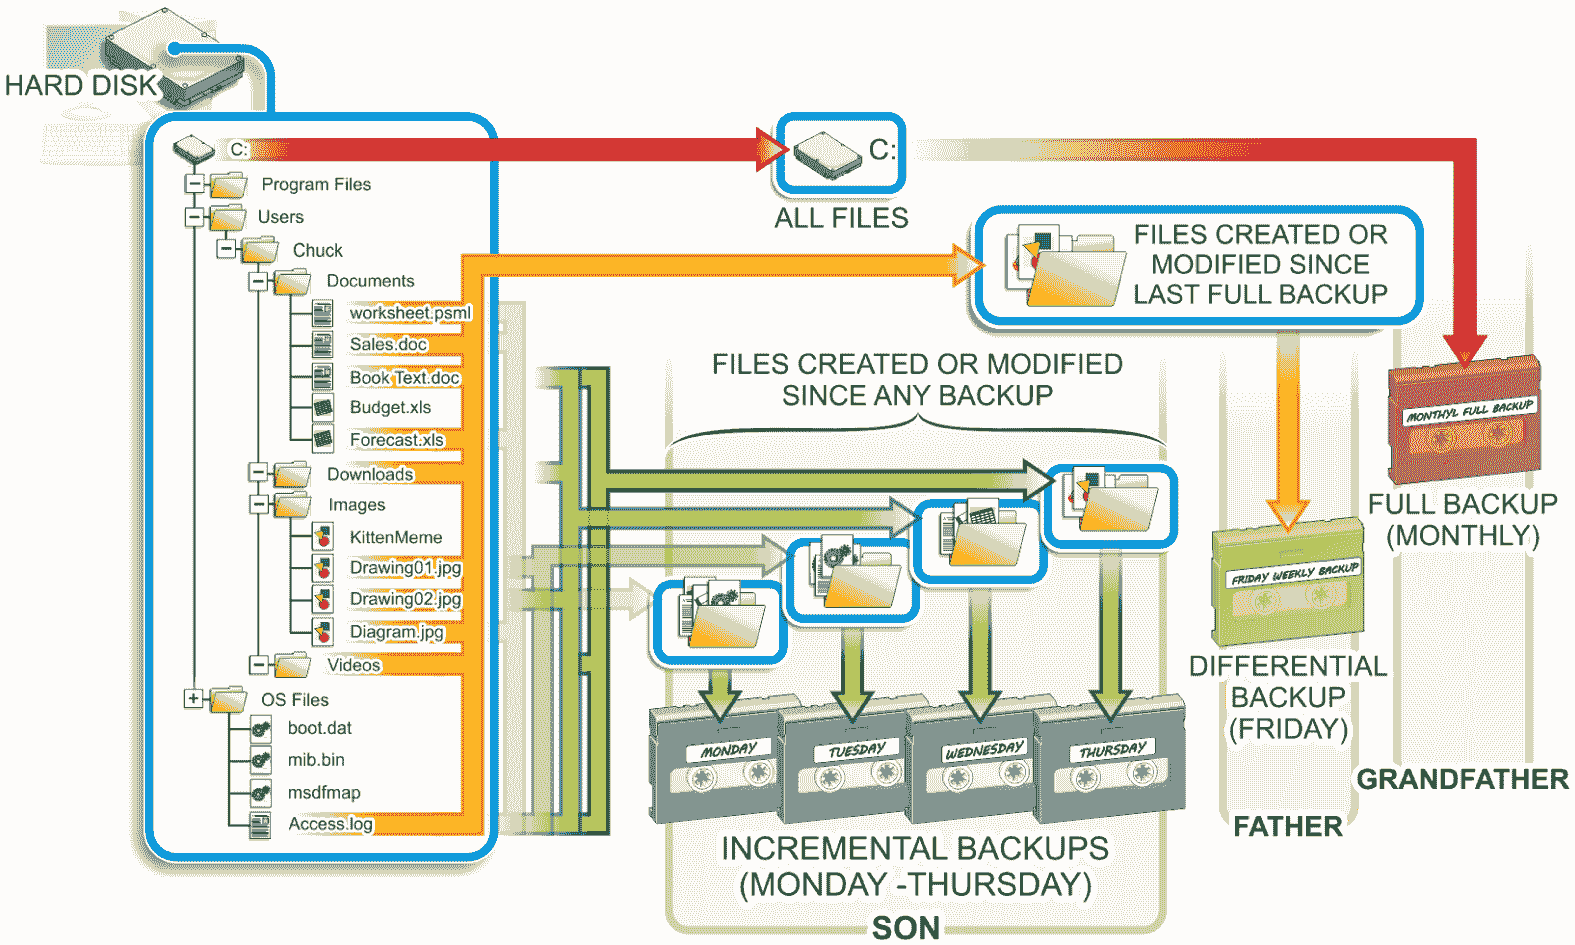 HARD DISK
C:
Program Files
Users
Chuck
Documents
worksheet.psml
Sales.doc
Book Text.doc
Budget.xls
Forecast.xls
Downloads
Images
KittenMeme
Drawing01.jpg
Drawing02.jpg
Diagram.jpg
Videos
OS Files
boot.dat
mib.bin
msdfmap
Access.log
C:
ALL FILES
FILES CREATED OR
MODIFIED SINCE
LAST FULL BACKUP
FILES CREATED OR MODIFIED
SINCE ANY BACKUP
MONDAY
TUESDAY
WEDNESDAY
THURSDAY
INCREMENTAL BACKUPS
(MONDAY -THURSDAY)
SON
FRIDAY WEEKLY BACKUP
DIFFERENTIAL
BACKUP
(FRIDAY)
FATHER
MONTHYL FULL BACKUP
FULL BACKUP
(MONTHLY)
GRANDFATHER